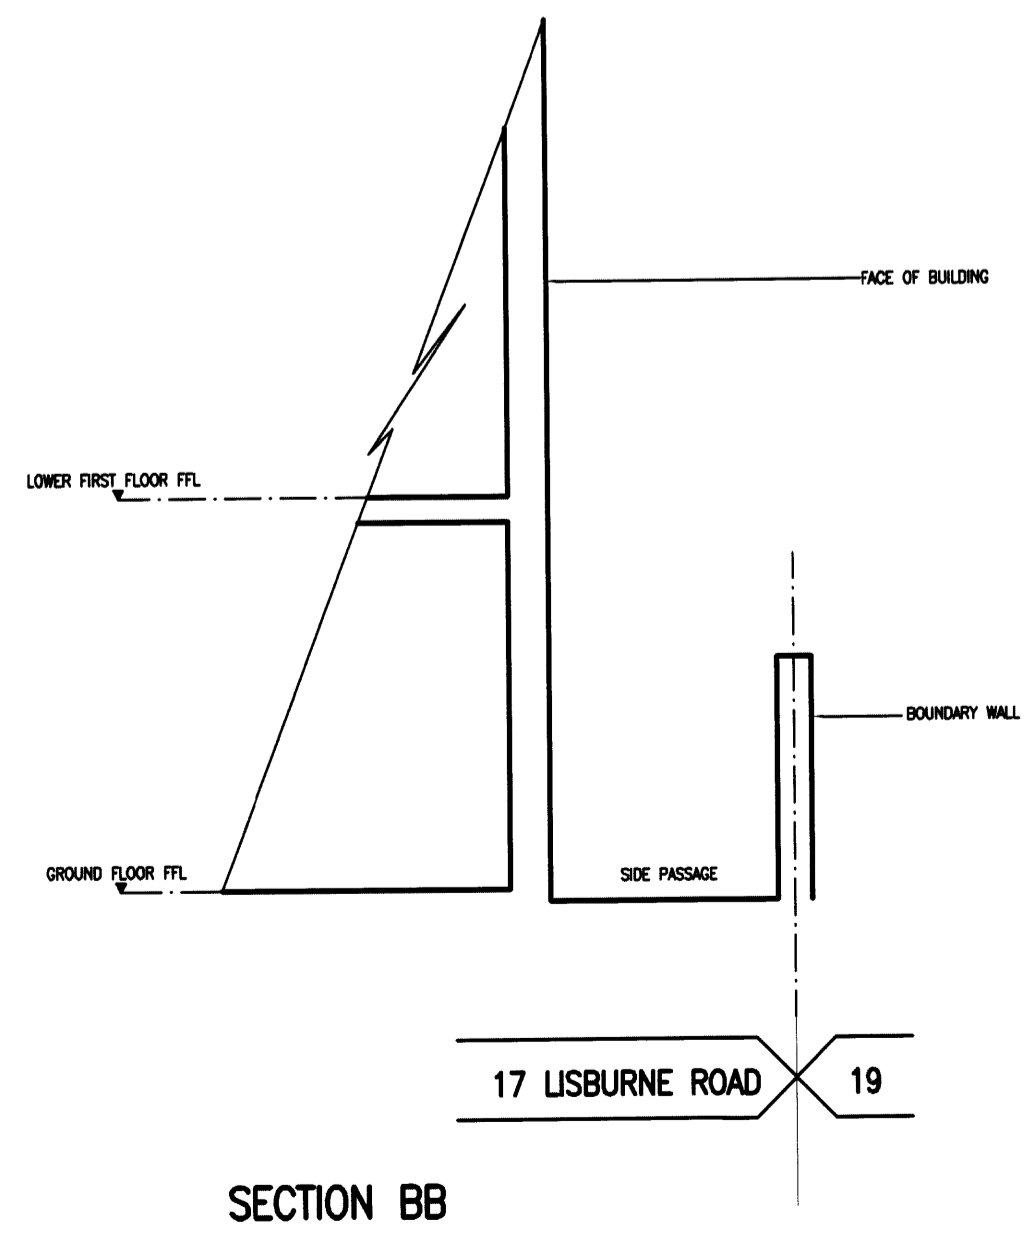 FACE OF BUILDING
LOWER FIRST FLOOR FFL
BOUNDARY WALL
GROUND FLOOR FFL
SIDE PASSAGE
17 LISBURNE ROAD
19
SECTION BB